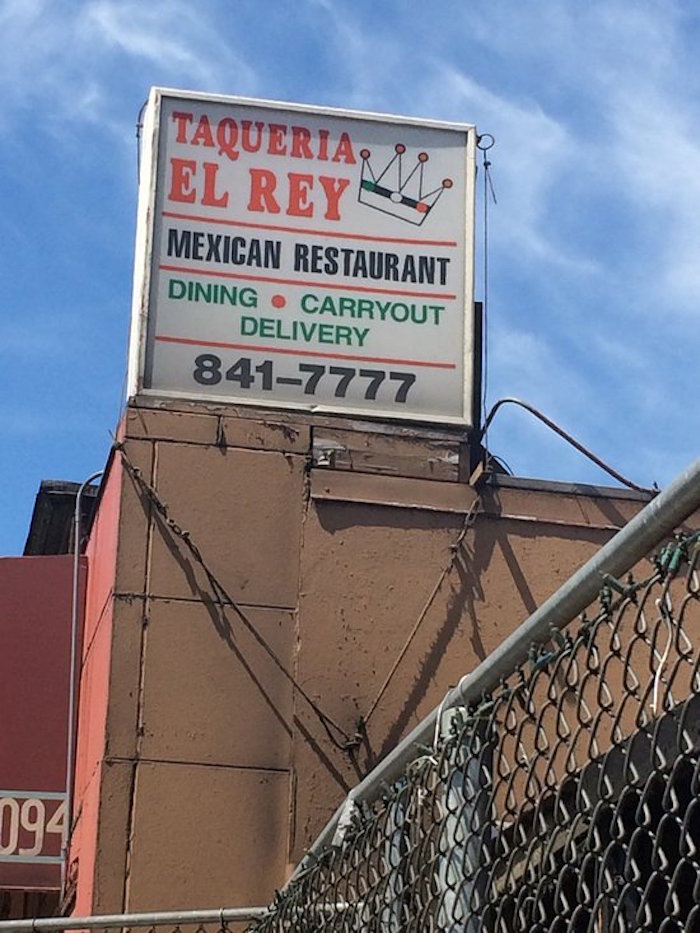 TAQUERIA
EL REY
MEXICAN RESTAURANT
DINING • CARRYOUT
DELIVERY
841-7777
094